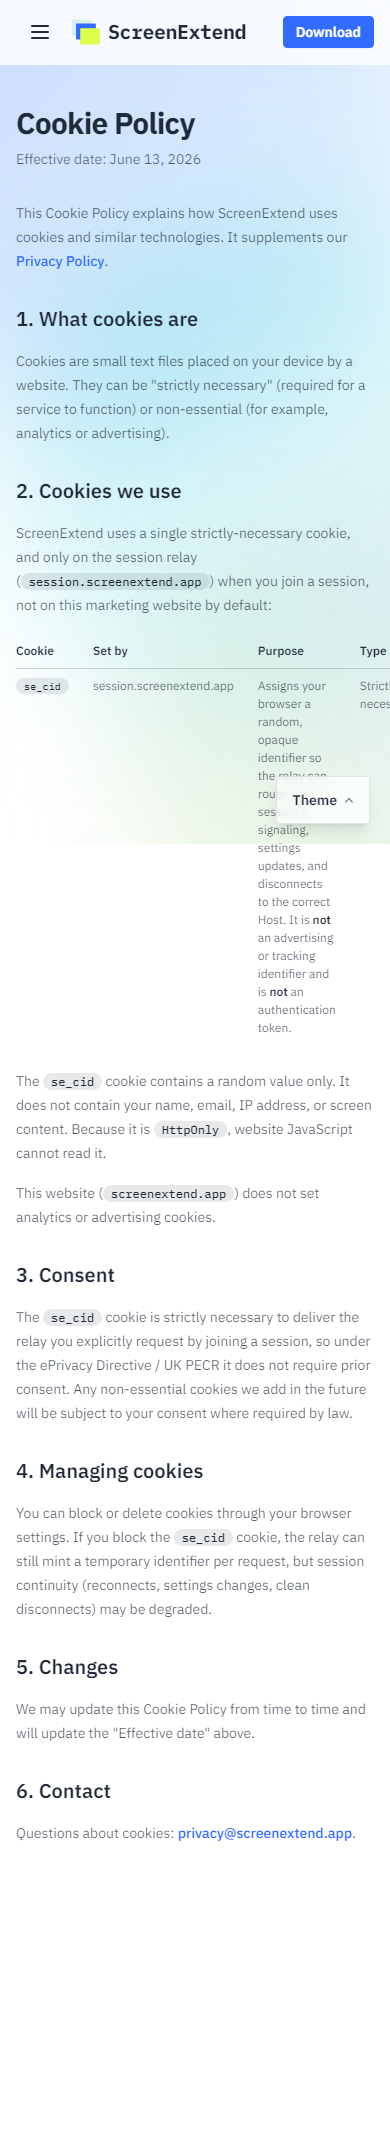 ScreenExtend
Download
Cookie Policy
Effective date: June 13, 2026
This Cookie Policy explains how ScreenExtend uses
cookies and similar technologies. It supplements our
Privacy Policy.
1. What cookies are
Cookies are small text files placed on your device by a
website. They can be "strictly necessary" (required for a
service to function) or non-essential (for example,
analytics or advertising).
2. Cookies we use
ScreenExtend uses a single strictly-necessary cookie,
and only on the session relay
(session.screenextend.app) when you join a session,
not on this marketing website by default:
Cookie Set by Purpose Type
se_cid session.screenextend.app Assigns your
browser a
random,
opaque
identifier so
the relay can
signaling,
settings
updates, and
disconnects
to the correct
Host. It is not
an advertising
or tracking
identifier and
is not an
authentication
token.
Theme
The se_cid cookie contains a random value only. It
does not contain your name, email, IP address, or screen
content. Because it is HttpOnly, website JavaScript
cannot read it.
This website (screenextend.app) does not set
analytics or advertising cookies.
3. Consent
The se_cid cookie is strictly necessary to deliver the
relay you explicitly request by joining a session, so under
the ePrivacy Directive / UK PECR it does not require prior
consent. Any non-essential cookies we add in the future
will be subject to your consent where required by law.
4. Managing cookies
You can block or delete cookies through your browser
settings. If you block the se_cid cookie, the relay can
still mint a temporary identifier per request, but session
continuity (reconnects, settings changes, clean
disconnects) may be degraded.
5. Changes
We may update this Cookie Policy from time to time and
will update the "Effective date" above.
6. Contact
Questions about cookies: privacy@screenextend.app.